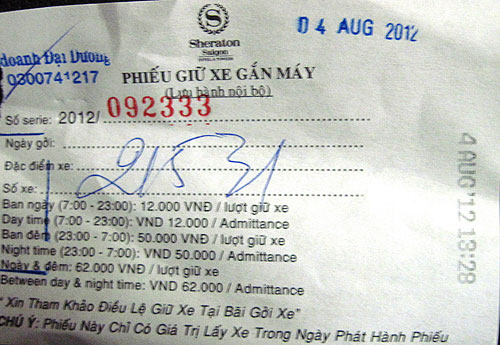 Sheraton
Saigon
HOTEL & TOWERS
04 AUG 2012
doanh Đại Dương
0300741217
PHIẾU GIỮ XE GẮN MÁY
(Lưu hành nội bộ)
Số serie: 2012/ 092333
Ngày gởi:
Đặc điểm xe:
215 31
Số xe:
Ban ngày (7:00 - 23:00): 12.000 VNĐ / lượt giữ xe
Day time (7:00 - 23:00): VND 12.000 / Admittance
Ban đêm (23:00 - 7:00): 50.000 VNĐ / lượt giữ xe
Night time (23:00 - 7:00): VND 50.000 / Admittance
Ngày & đêm: 62.000 VNĐ / lượt giữ xe
Between day & night time: VND 62.000 / Admittance
"Xin Tham Khảo Điều Lệ Giữ Xe Tại Bãi Gởi Xe"
CHÚ Ý: Phiếu Này Chỉ Có Giá Trị Lấy Xe Trong Ngày Phát Hành Phiếu
4 AUG'12 13:28